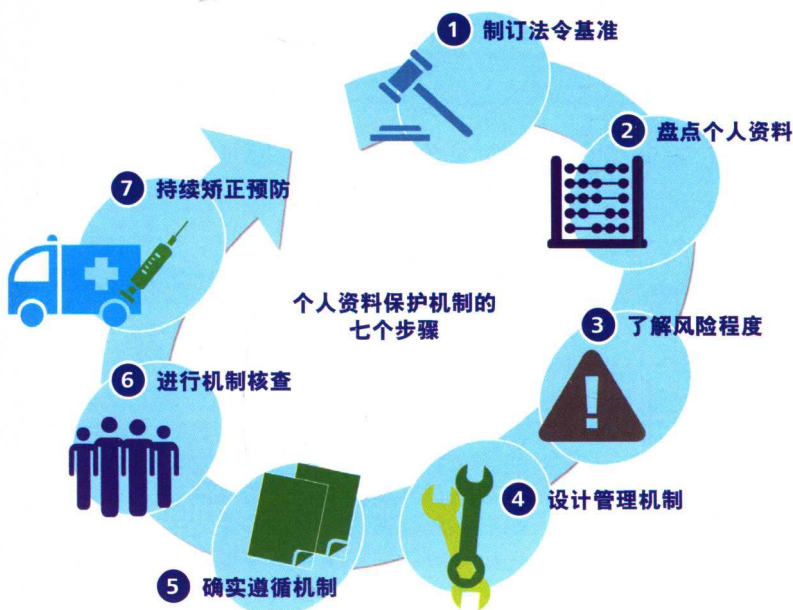 1 制订法令基准
2 盘点个人资料
3 了解风险程度
4 设计管理机制
5 确实遵循机制
6 进行机制核查
7 持续矫正预防
个人资料保护机制的
七个步骤